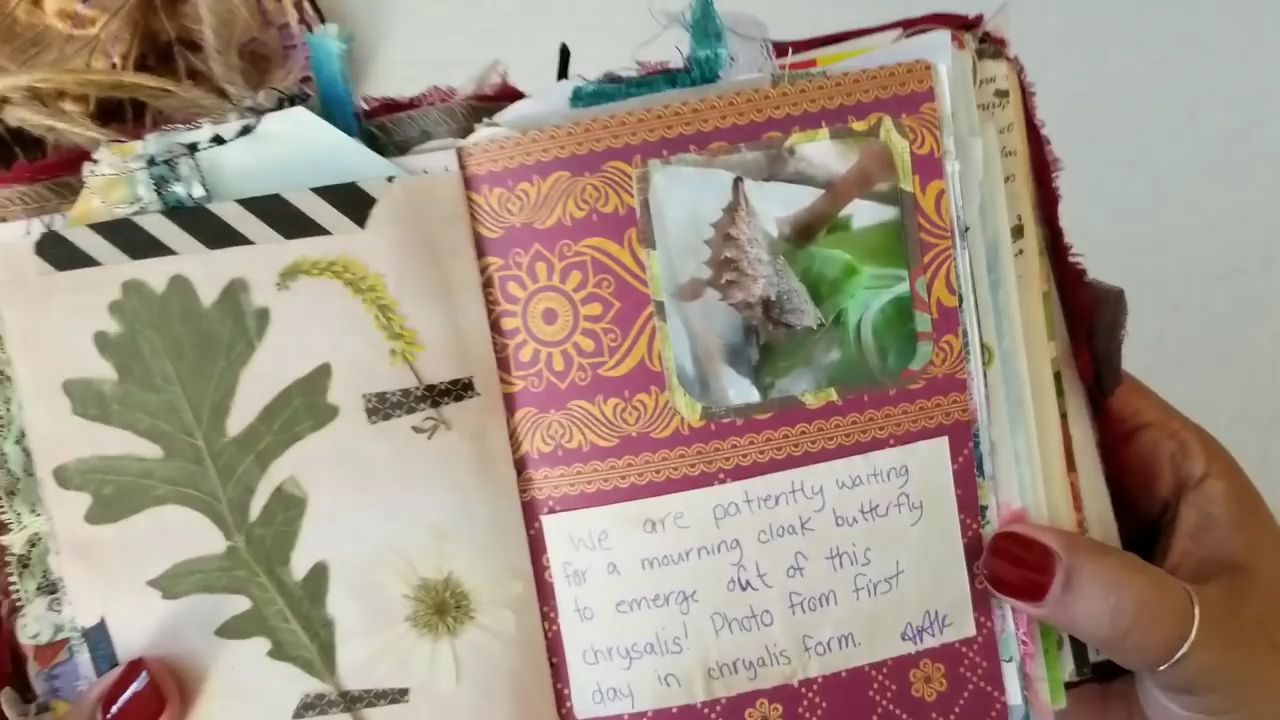 We are patiently waiting
for a mourning cloak butterfly
to emerge out of this
chrysalis! Photo from first
day in chryalis form.